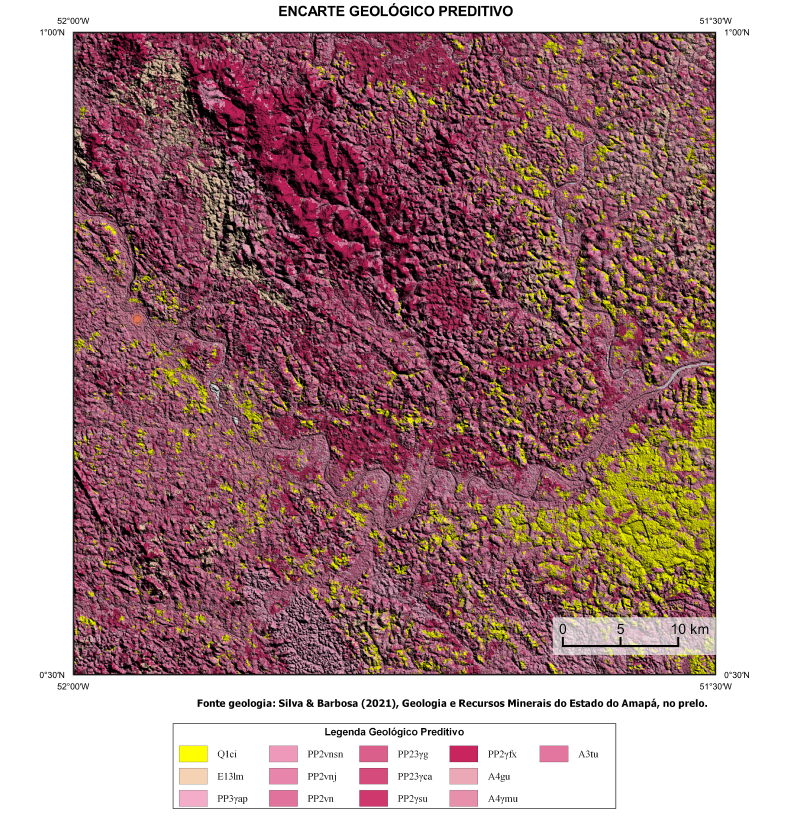 ENCARTE GEOLÓGICO PREDITIVO
52°00'W 51°30'W
1°00'N 1°00'N
0 5 10 km
0°30'N 0°30'N
52°00'W 51°30'W
Fonte geologia: Silva & Barbosa (2021), Geologia e Recursos Minerais do Estado do Amapá, no prelo.
Legenda Geológico Preditivo
Q1ci PP2vnsn PP23γg PP2γfx A3tu
E13lm PP2vnj PP23γca A4gu
PP3γap PP2vn PP2γsu A4γmu